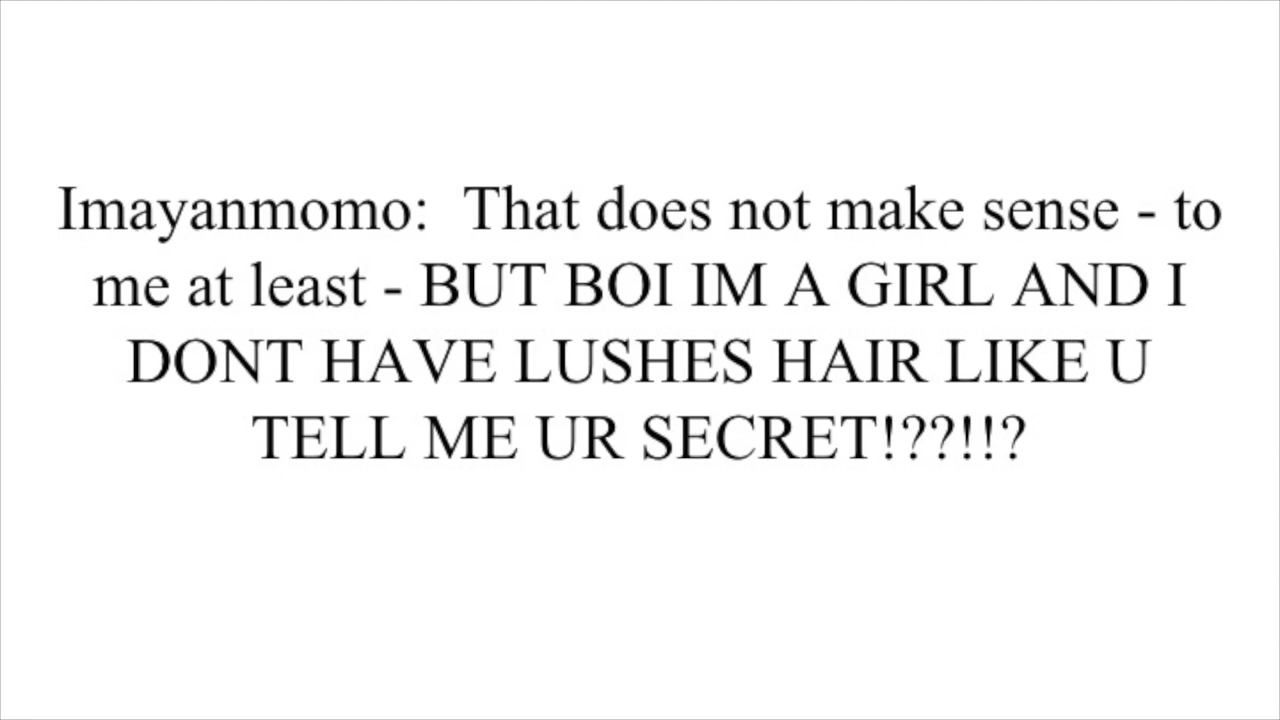 Imayanmomo:  That does not make sense - to
me at least - BUT BOI IM A GIRL AND I
DONT HAVE LUSHES HAIR LIKE U
TELL ME UR SECRET!??!!?